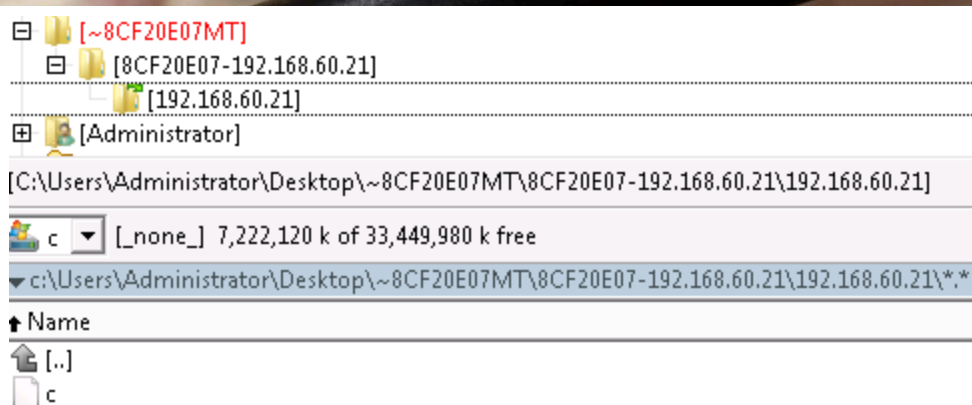 [~8CF20E07MT]
[8CF20E07-192.168.60.21]
[192.168.60.21]
[Administrator]
[C:\Users\Administrator\Desktop\~8CF20E07MT\8CF20E07-192.168.60.21\192.168.60.21]
c [_none_] 7,222,120 k of 33,449,980 k free
c:\Users\Administrator\Desktop\~8CF20E07MT\8CF20E07-192.168.60.21\192.168.60.21\*.*
Name
[..]
c